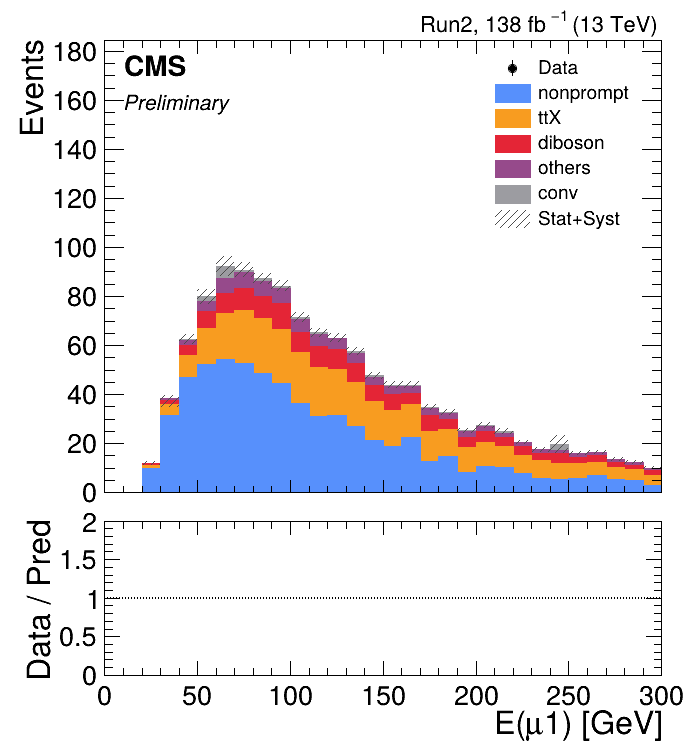 Run2, 138 fb⁻¹ (13 TeV)
CMS
Preliminary
Events
180
160
140
120
100
80
60
40
20
0
Data
nonprompt
ttX
diboson
others
conv
Stat+Syst
Data / Pred
2
1.5
1
0.5
0
0 50 100 150 200 250 300
E(μ1) [GeV]